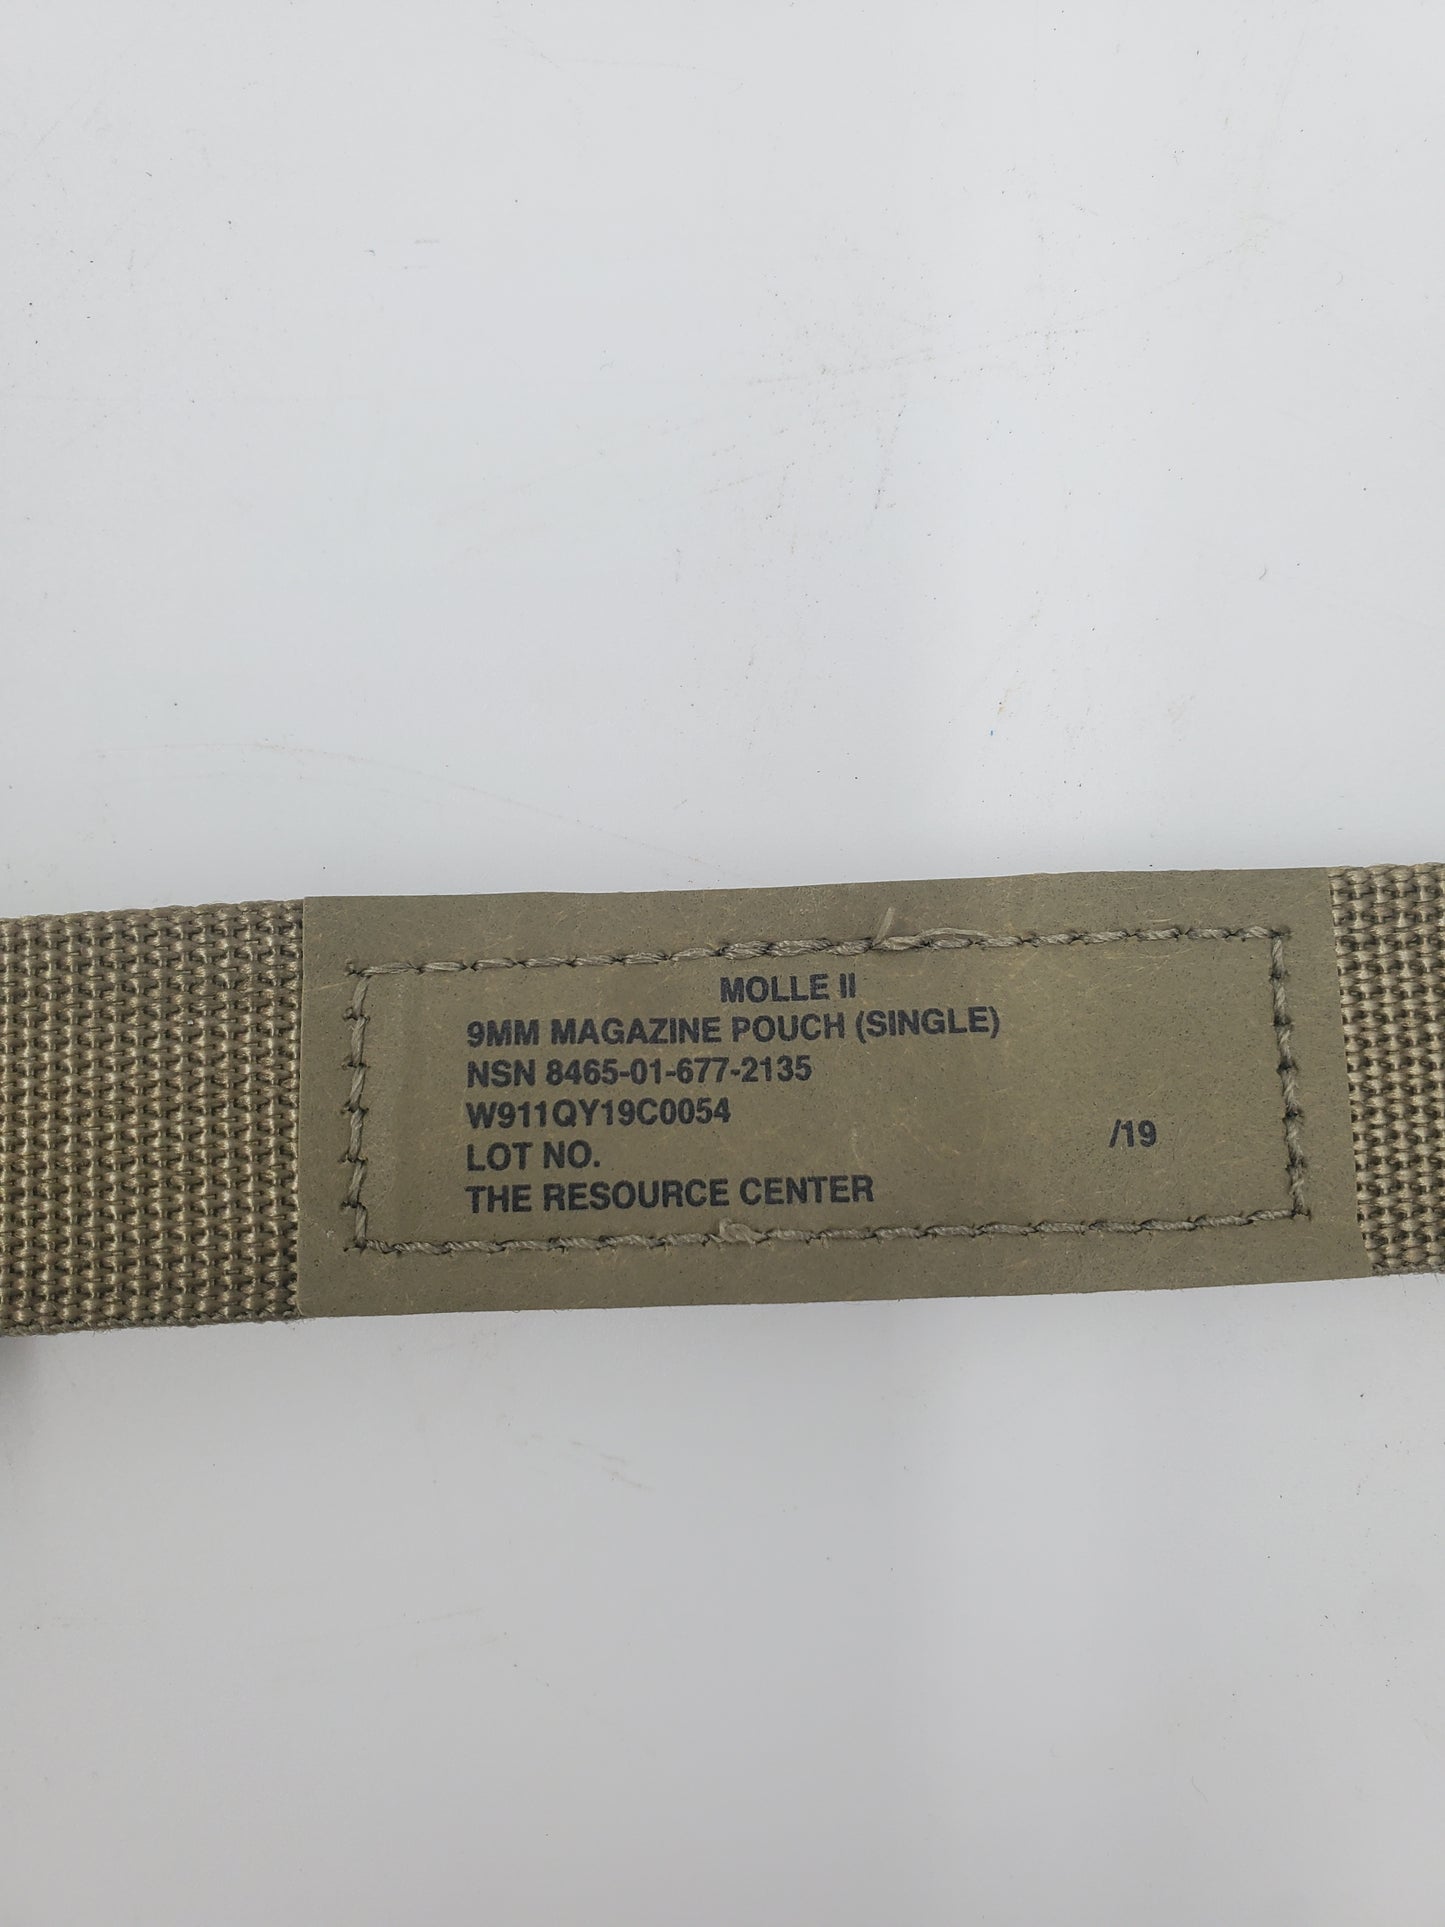 MOLLE II
9MM MAGAZINE POUCH (SINGLE)
NSN 8465-01-677-2135
W911QY19C0054
LOT NO. /19
THE RESOURCE CENTER